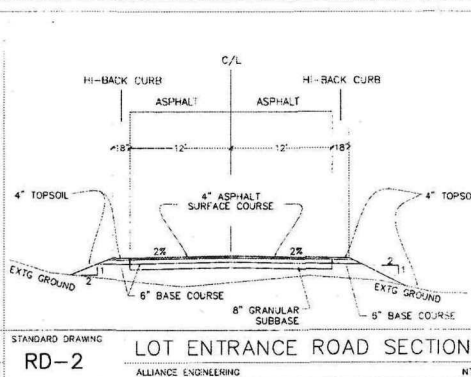 C/L
HI-BACK CURB
HI-BACK CURB
ASPHALT
ASPHALT
18"
12'
12'
18"
4" TOPSOIL
4" ASPHALT
SURFACE COURSE
4" TOPSO
2%
2%
2
1
2
1
EXTG GROUND
EXTG GROUND
6" BASE COURSE
8" GRANULAR
SUBBASE
6" BASE COURSE
STANDARD DRAWING
RD-2
LOT ENTRANCE ROAD SECTION
ALLIANCE ENGINEERING